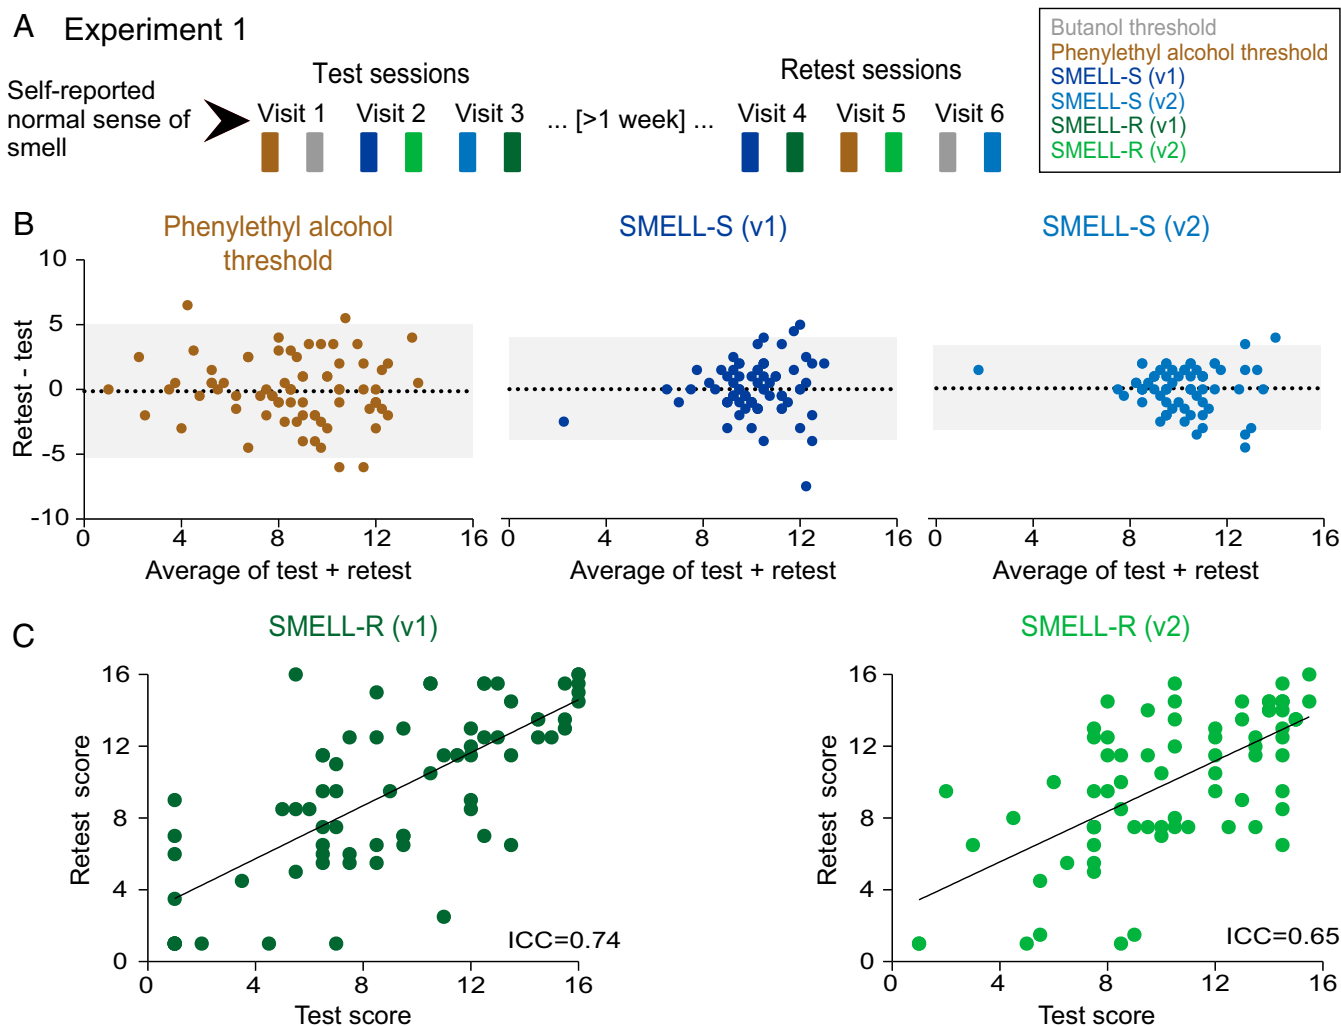 A Experiment 1
Self-reported
normal sense of
smell
Test sessions
Visit 1 Visit 2 Visit 3
... [>1 week] ...
Retest sessions
Visit 4 Visit 5 Visit 6
Butanol threshold
Phenylethyl alcohol threshold
SMELL-S (v1)
SMELL-S (v2)
SMELL-R (v1)
SMELL-R (v2)
B
Phenylethyl alcohol
threshold
Retest - test
10
5
0
-5
-10
0 4 8 12 16
Average of test + retest
SMELL-S (v1)
0 4 8 12 16
Average of test + retest
SMELL-S (v2)
0 4 8 12 16
Average of test + retest
C
SMELL-R (v1)
Retest score
16
12
8
4
0
ICC=0.74
0 4 8 12 16
Test score
SMELL-R (v2)
Retest score
16
12
8
4
0
ICC=0.65
0 4 8 12 16
Test score